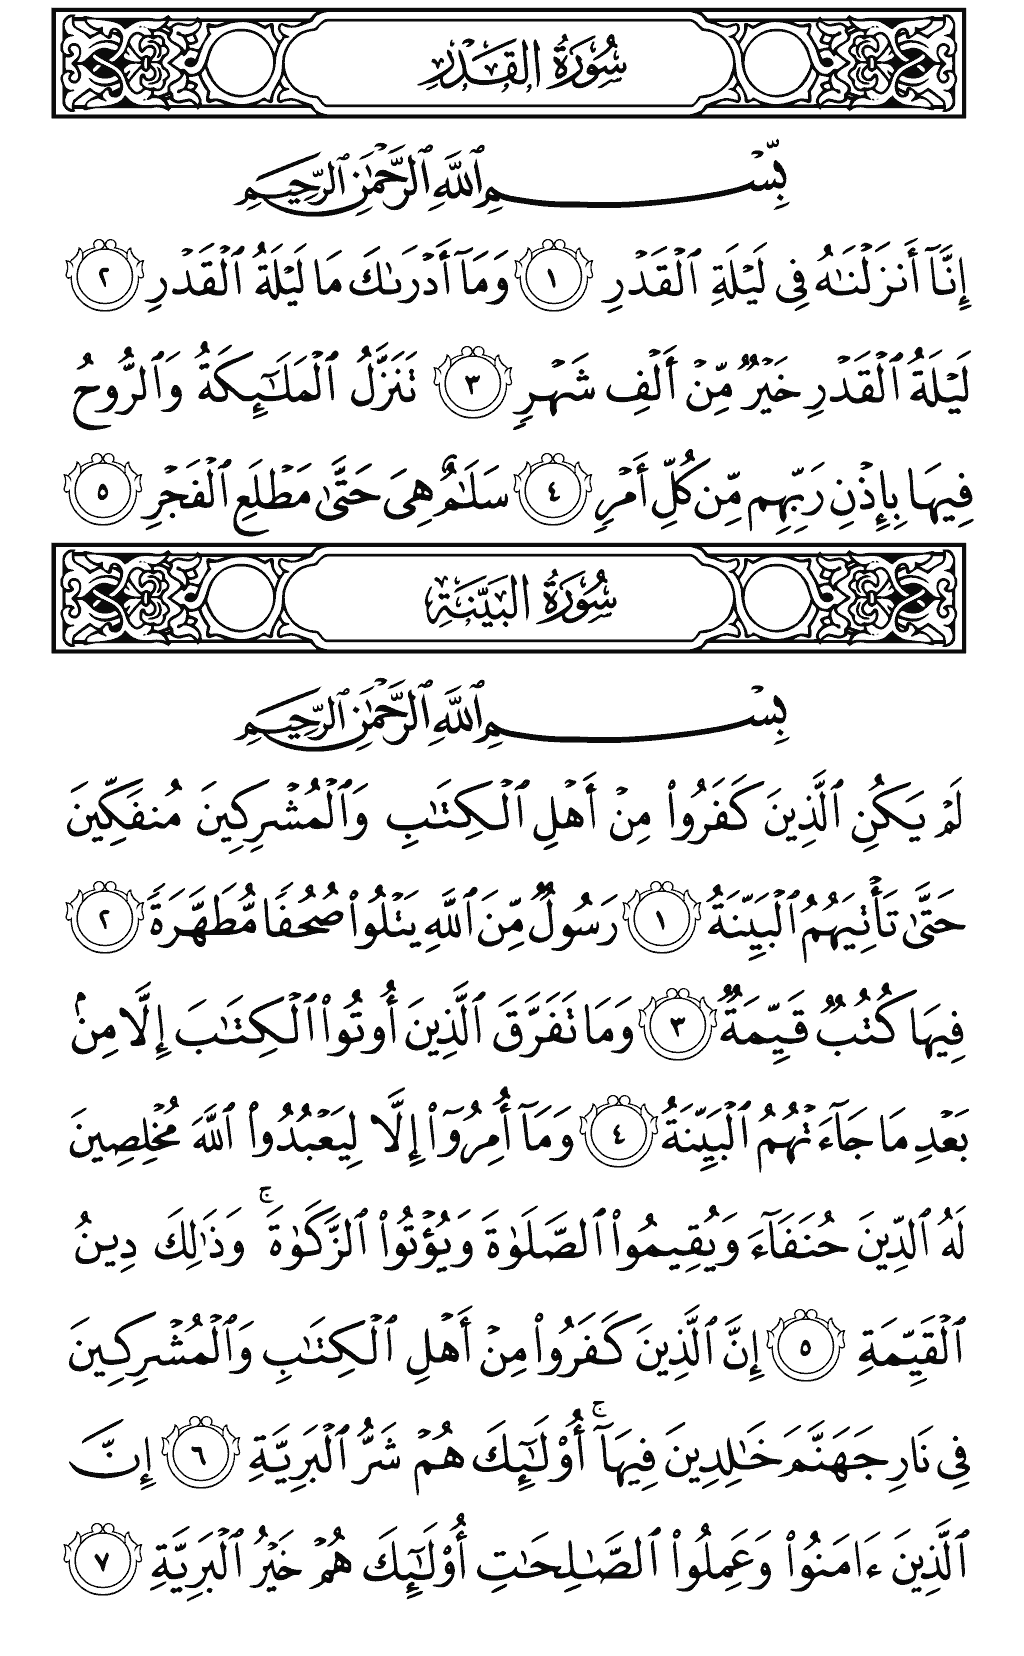 سُورَةُ القَدْرِ
بِّسْمِ ٱللَّهِ ٱلرَّحْمَٰنِ ٱلرَّحِيمِ
إِنَّآ أَنزَلْنَٰهُ فِى لَيْلَةِ ٱلْقَدْرِ ١ وَمَآ أَدْرَىٰكَ مَا لَيْلَةُ ٱلْقَدْرِ ٢
لَيْلَةُ ٱلْقَدْرِ خَيْرٌ مِّنْ أَلْفِ شَهْرٍ ٣ تَنَزَّلُ ٱلْمَلَٰٓئِكَةُ وَٱلرُّوحُ
فِيهَا بِإِذْنِ رَبِّهِم مِّن كُلِّ أَمْرٍ ٤ سَلَٰمٌ هِىَ حَتَّىٰ مَطْلَعِ ٱلْفَجْرِ ٥
سُورَةُ البَيِّنَةِ
بِسْمِ ٱللَّهِ ٱلرَّحْمَٰنِ ٱلرَّحِيمِ
لَمْ يَكُنِ ٱلَّذِينَ كَفَرُوا۟ مِنْ أَهْلِ ٱلْكِتَٰبِ وَٱلْمُشْرِكِينَ مُنفَكِّينَ
حَتَّىٰ تَأْتِيَهُمُ ٱلْبَيِّنَةُ ١ رَسُولٌ مِّنَ ٱللَّهِ يَتْلُوا۟ صُحُفًا مُّطَهَّرَةً ٢
فِيهَا كُتُبٌ قَيِّمَةٌ ٣ وَمَا تَفَرَّقَ ٱلَّذِينَ أُوتُوا۟ ٱلْكِتَٰبَ إِلَّا مِنۢ
بَعْدِ مَا جَآءَتْهُمُ ٱلْبَيِّنَةُ ٤ وَمَآ أُمِرُوٓا۟ إِلَّا لِيَعْبُدُوا۟ ٱللَّهَ مُخْلِصِينَ
لَهُ ٱلدِّينَ حُنَفَآءَ وَيُقِيمُوا۟ ٱلصَّلَوٰةَ وَيُؤْتُوا۟ ٱلزَّكَوٰةَ ۚ وَذَٰلِكَ دِينُ
ٱلْقَيِّمَةِ ٥ إِنَّ ٱلَّذِينَ كَفَرُوا۟ مِنْ أَهْلِ ٱلْكِتَٰبِ وَٱلْمُشْرِكِينَ
فِى نَارِ جَهَنَّمَ خَٰلِدِينَ فِيهَآ ۚ أُو۟لَٰٓئِكَ هُمْ شَرُّ ٱلْبَرِيَّةِ ٦ إِنَّ
ٱلَّذِينَ ءَامَنُوا۟ وَعَمِلُوا۟ ٱلصَّٰلِحَٰتِ أُو۟لَٰٓئِكَ هُمْ خَيْرُ ٱلْبَرِيَّةِ ٧